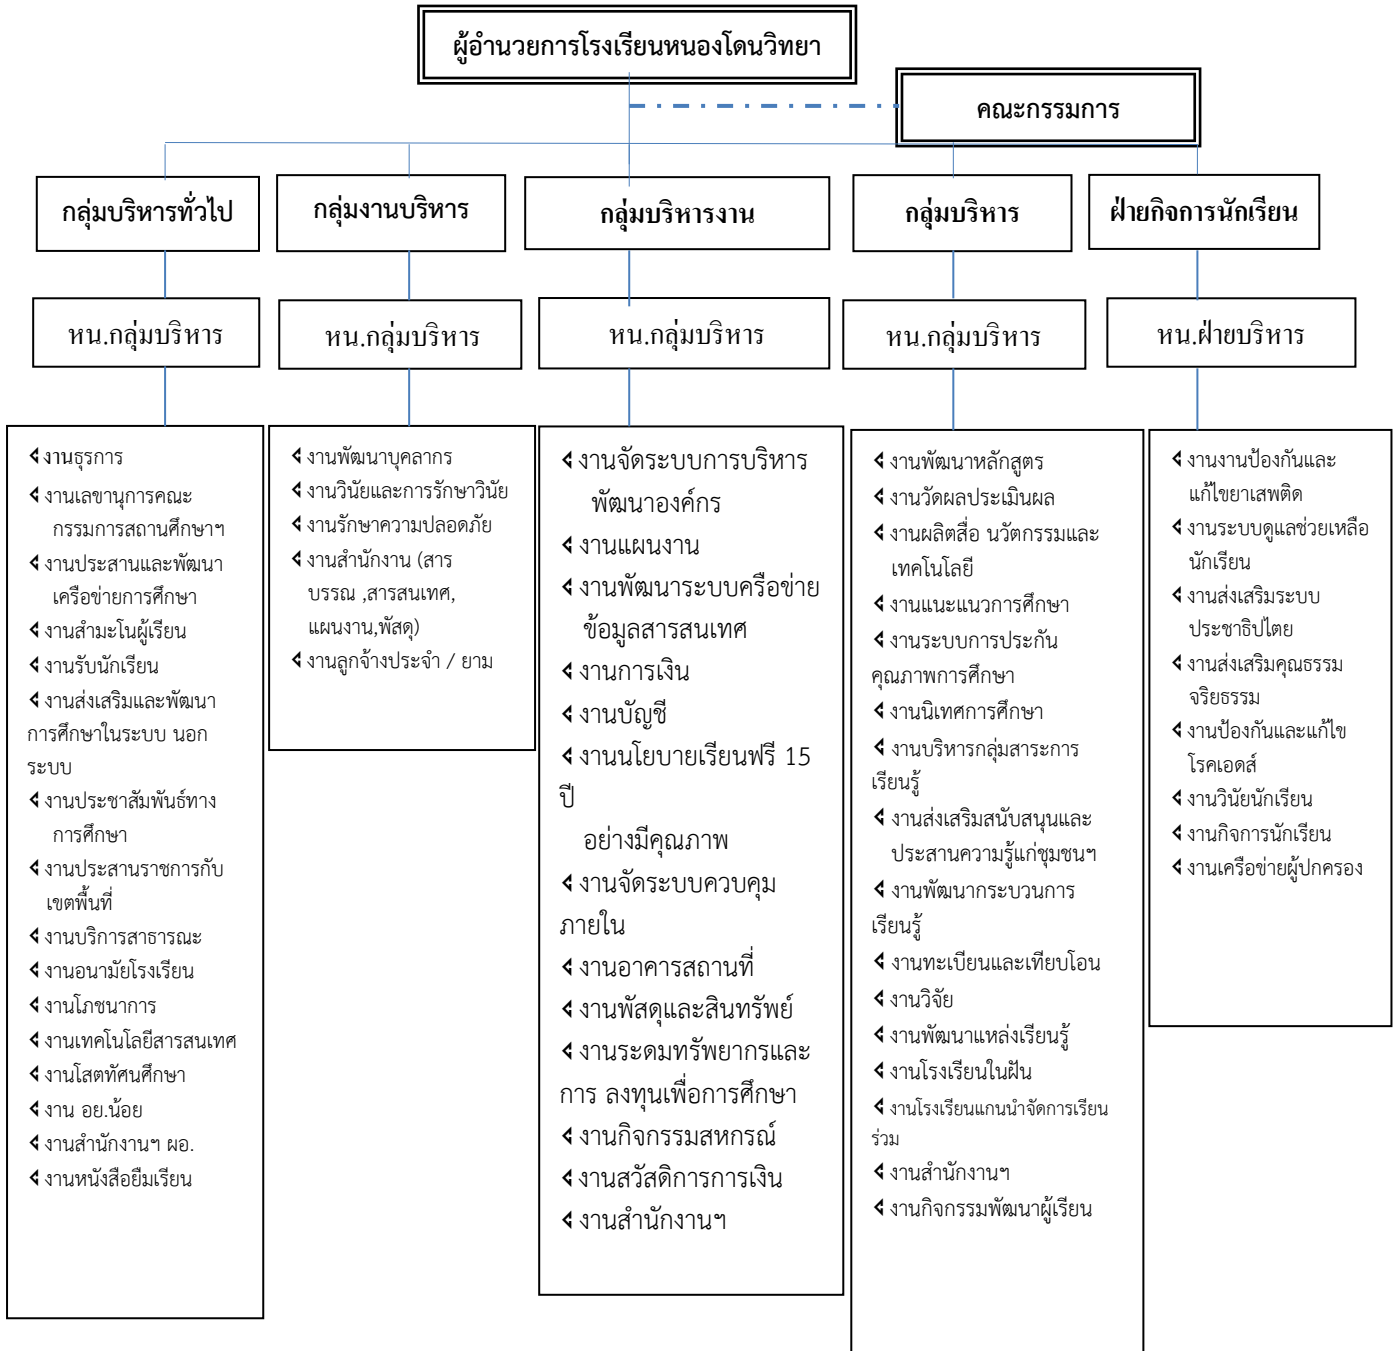 ผู้อำนวยการโรงเรียนหนองโดนวิทยา
คณะกรรมการ
กลุ่มบริหารทั่วไป
กลุ่มงานบริหาร
กลุ่มบริหารงาน
กลุ่มบริหาร
ฝ่ายกิจการนักเรียน
หน.กลุ่มบริหาร
หน.กลุ่มบริหาร
หน.กลุ่มบริหาร
หน.กลุ่มบริหาร
หน.ฝ่ายบริหาร
งานธุรการ
งานเลขานุการคณะ
กรรมการสถานศึกษาฯ
งานประสานและพัฒนา
เครือข่ายการศึกษา
งานสำมะโนผู้เรียน
งานรับนักเรียน
งานส่งเสริมและพัฒนา
การศึกษาในระบบ นอก
ระบบ
งานประชาสัมพันธ์ทาง
การศึกษา
งานประสานราชการกับ
เขตพื้นที่
งานบริการสาธารณะ
งานอนามัยโรงเรียน
งานโภชนาการ
งานเทคโนโลยีสารสนเทศ
งานโสตทัศนศึกษา
งาน อย.น้อย
งานสำนักงานฯ ผอ.
งานหนังสือยืมเรียน
งานพัฒนาบุคลากร
งานวินัยและการรักษาวินัย
งานรักษาความปลอดภัย
งานสำนักงาน (สาร
บรรณ ,สารสนเทศ,
แผนงาน,พัสดุ)
งานลูกจ้างประจำ / ยาม
งานจัดระบบการบริหาร
พัฒนาองค์กร
งานแผนงาน
งานพัฒนาระบบครือข่าย
ข้อมูลสารสนเทศ
งานการเงิน
งานบัญชี
งานนโยบายเรียนฟรี 15
ปี
อย่างมีคุณภาพ
งานจัดระบบควบคุม
ภายใน
งานอาคารสถานที่
งานพัสดุและสินทรัพย์
งานระดมทรัพยากรและ
การ ลงทุนเพื่อการศึกษา
งานกิจกรรมสหกรณ์
งานสวัสดิการการเงิน
งานสำนักงานฯ
งานพัฒนาหลักสูตร
งานวัดผลประเมินผล
งานผลิตสื่อ นวัตกรรมและ
เทคโนโลยี
งานแนะแนวการศึกษา
งานระบบการประกัน
คุณภาพการศึกษา
งานนิเทศการศึกษา
งานบริหารกลุ่มสาระการ
เรียนรู้
งานส่งเสริมสนับสนุนและ
ประสานความรู้แก่ชุมชนฯ
งานพัฒนากระบวนการ
เรียนรู้
งานทะเบียนและเทียบโอน
งานวิจัย
งานพัฒนาแหล่งเรียนรู้
งานโรงเรียนในฝัน
งานโรงเรียนแกนนำจัดการเรียน
ร่วม
งานสำนักงานฯ
งานกิจกรรมพัฒนาผู้เรียน
งานงานป้องกันและ
แก้ไขยาเสพติด
งานระบบดูแลช่วยเหลือ
นักเรียน
งานส่งเสริมระบบ
ประชาธิปไตย
งานส่งเสริมคุณธรรม
จริยธรรม
งานป้องกันและแก้ไข
โรคเอดส์
งานวินัยนักเรียน
งานกิจการนักเรียน
งานเครือข่ายผู้ปกครอง